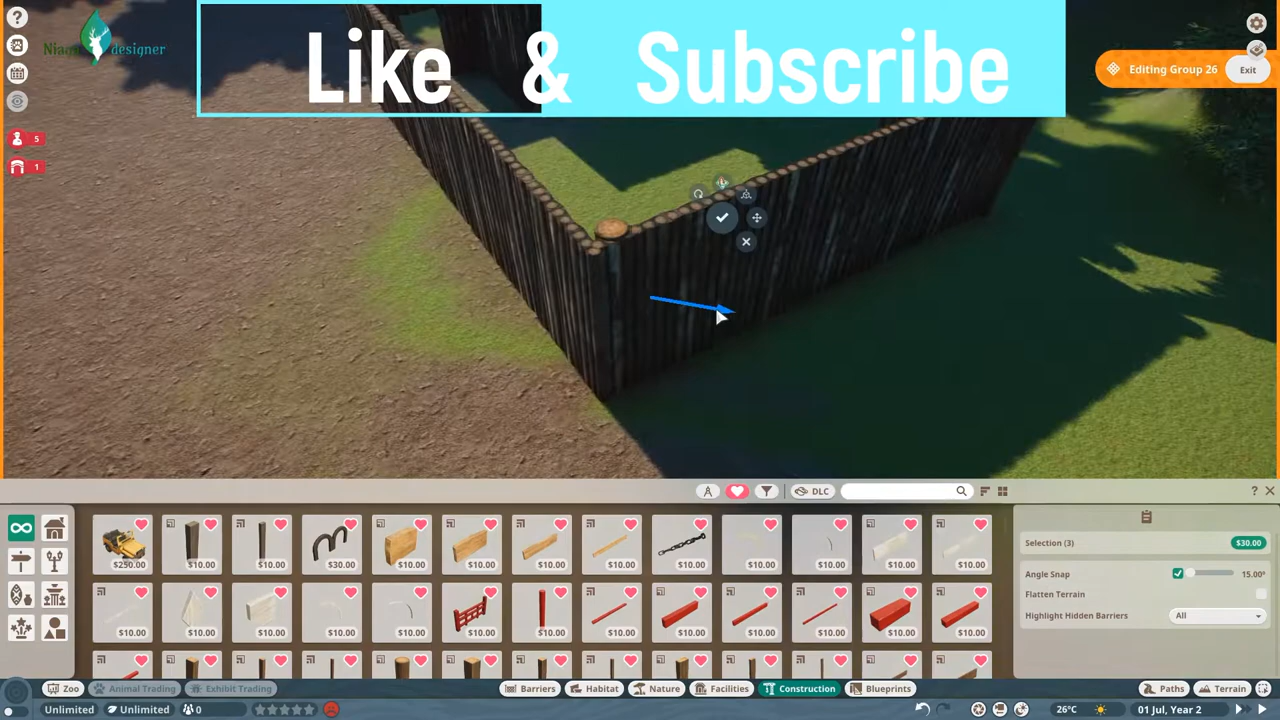 Niaga designer
Like & Subscribe
Editing Group 26
Exit
5
1
DLC
$250.00 $10.00 $10.00 $30.00 $10.00 $10.00 $10.00 $10.00 $10.00 $10.00 $10.00 $10.00 $10.00
$10.00 $10.00 $10.00 $10.00 $10.00 $10.00 $10.00 $10.00 $10.00 $10.00 $10.00 $10.00 $10.00
Selection (3) $30.00
Angle Snap 15.00°
Flatten Terrain
Highlight Hidden Barriers All
Zoo Animal Trading Exhibit Trading Barriers Habitat Nature Facilities Construction Blueprints Paths Terrain
Unlimited Unlimited 0 26°C 01 Jul, Year 2